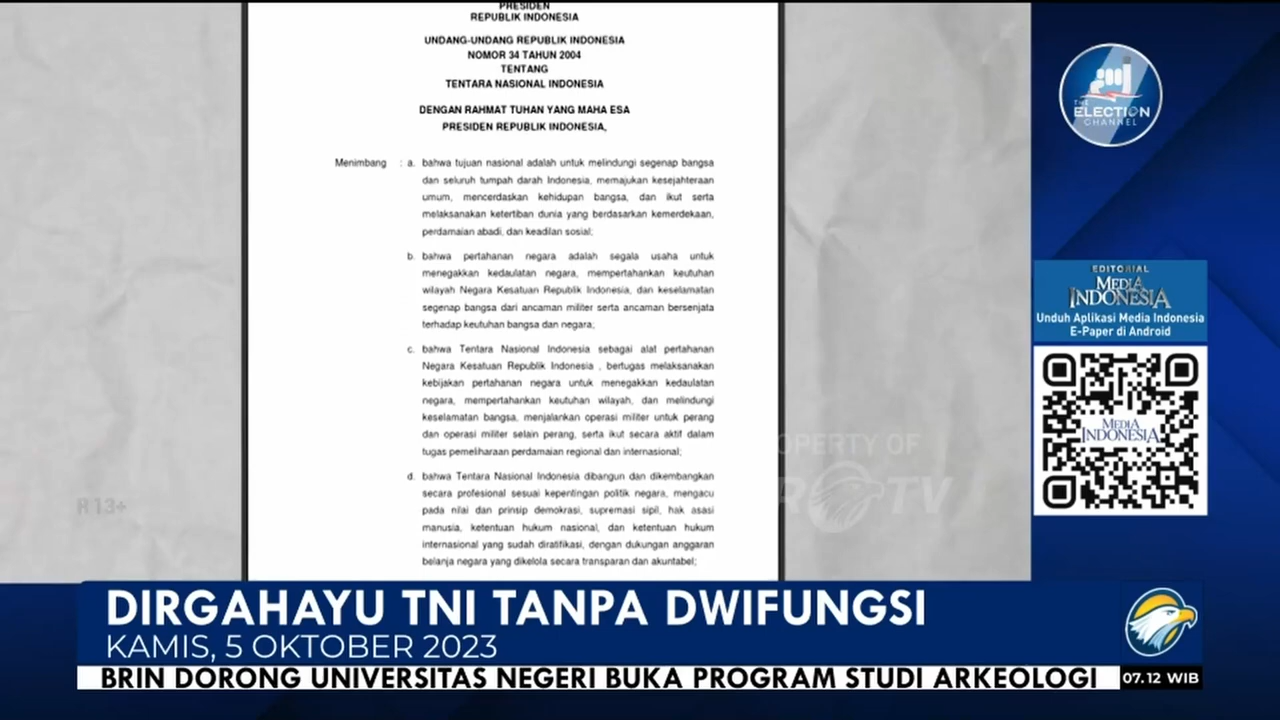 PRESIDEN
REPUBLIK INDONESIA
UNDANG-UNDANG REPUBLIK INDONESIA
NOMOR 34 TAHUN 2004
TENTANG
TENTARA NASIONAL INDONESIA
DENGAN RAHMAT TUHAN YANG MAHA ESA
PRESIDEN REPUBLIK INDONESIA,
Menimbang : a. bahwa tujuan nasional adalah untuk melindungi segenap bangsa
dan seluruh tumpah darah Indonesia, memajukan kesejahteraan
umum, mencerdaskan kehidupan bangsa, dan ikut serta
melaksanakan ketertiban dunia yang berdasarkan kemerdekaan,
perdamaian abadi, dan keadilan sosial;
b. bahwa pertahanan negara adalah segala usaha untuk
menegakkan kedaulatan negara, mempertahankan keutuhan
wilayah Negara Kesatuan Republik Indonesia, dan keselamatan
segenap bangsa dari ancaman militer serta ancaman bersenjata
terhadap keutuhan bangsa dan negara;
c. bahwa Tentara Nasional Indonesia sebagai alat pertahanan
Negara Kesatuan Republik Indonesia , bertugas melaksanakan
kebijakan pertahanan negara untuk menegakkan kedaulatan
negara, mempertahankan keutuhan wilayah, dan melindungi
keselamatan bangsa, menjalankan operasi militer untuk perang
dan operasi militer selain perang, serta ikut secara aktif dalam
tugas pemeliharaan perdamaian regional dan internasional;
d. bahwa Tentara Nasional Indonesia dibangun dan dikembangkan
secara profesional sesuai kepentingan politik negara, mengacu
pada nilai dan prinsip demokrasi, supremasi sipil, hak asasi
manusia, ketentuan hukum nasional, dan ketentuan hukum
internasional yang sudah diratifikasi, dengan dukungan anggaran
belanja negara yang dikelola secara transparan dan akuntabel;
THE
ELECTION
CHANNEL
EDITORIAL
MEDIA
INDONESIA
Unduh Aplikasi Media Indonesia
E-Paper di Android
MEDIA
INDONESIA
OPERTY OF
R TV
R 13+
DIRGAHAYU TNI TANPA DWIFUNGSI
KAMIS, 5 OKTOBER 2023
BRIN DORONG UNIVERSITAS NEGERI BUKA PROGRAM STUDI ARKEOLOGI
07.12 WIB